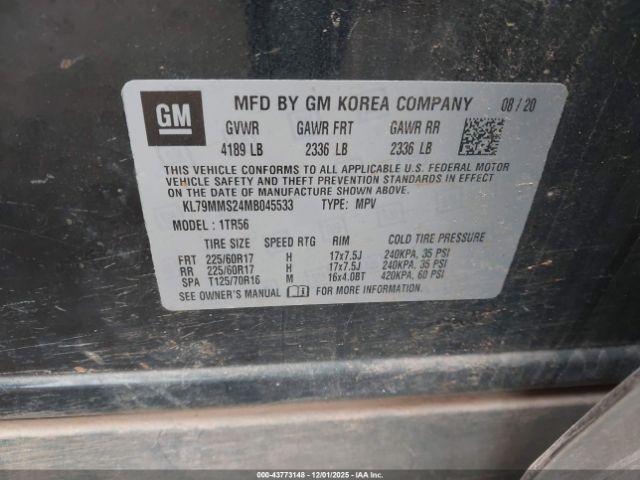 GM MFD BY GM KOREA COMPANY 08 / 20
GVWR GAWR FRT GAWR RR
4189 LB 2336 LB 2336 LB
THIS VEHICLE CONFORMS TO ALL APPLICABLE U.S. FEDERAL MOTOR
VEHICLE SAFETY AND THEFT PREVENTION STANDARDS IN EFFECT
ON THE DATE OF MANUFACTURE SHOWN ABOVE.
KL79MMS24MB045533 TYPE: MPV
MODEL : 1TR56
TIRE SIZE SPEED RTG RIM COLD TIRE PRESSURE
FRT 225/60R17 H 17x7.5J 240KPA, 35 PSI
RR 225/60R17 H 17x7.5J 240KPA, 35 PSI
SPA T125/70R16 M 16x4.0BT 420KPA, 60 PSI
SEE OWNER'S MANUAL FOR MORE INFORMATION.
000-43773148 - 12/01/2025 - IAAI.COM